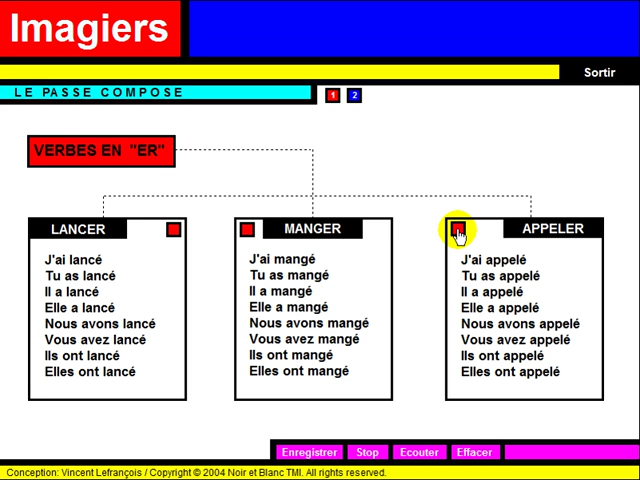 Imagiers
Sortir
LE PASSE COMPOSE
1 2
VERBES EN "ER"
LANCER
J'ai lancé
Tu as lancé
Il a lancé
Elle a lancé
Nous avons lancé
Vous avez lancé
Ils ont lancé
Elles ont lancé
MANGER
J'ai mangé
Tu as mangé
Il a mangé
Elle a mangé
Nous avons mangé
Vous avez mangé
Ils ont mangé
Elles ont mangé
APPELER
J'ai appelé
Tu as appelé
Il a appelé
Elle a appelé
Nous avons appelé
Vous avez appelé
Ils ont appelé
Elles ont appelé
Enregistrer Stop Ecouter Effacer
Conception: Vincent Lefrançois / Copyright © 2004 Noir et Blanc TMI. All rights reserved.